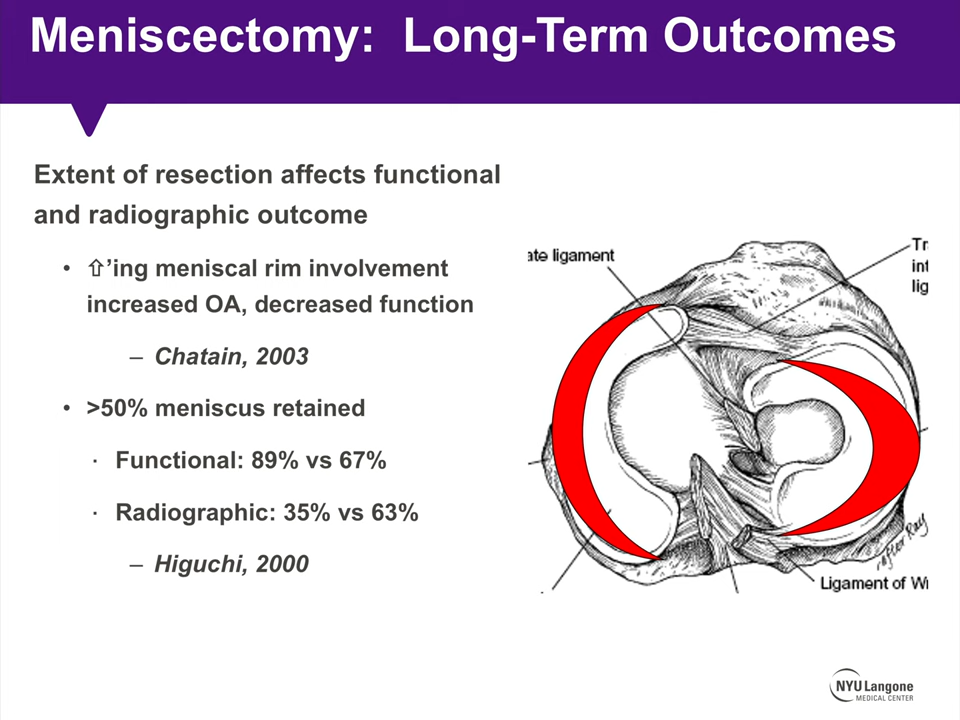 Meniscectomy: Long-Term Outcomes
Extent of resection affects functional
and radiographic outcome
• ⇧’ing meniscal rim involvement
increased OA, decreased function
– Chatain, 2003
• >50% meniscus retained
· Functional: 89% vs 67%
· Radiographic: 35% vs 63%
– Higuchi, 2000
ate ligament
Tr
int
lig
Ligament of Wr
NYU Langone
MEDICAL CENTER